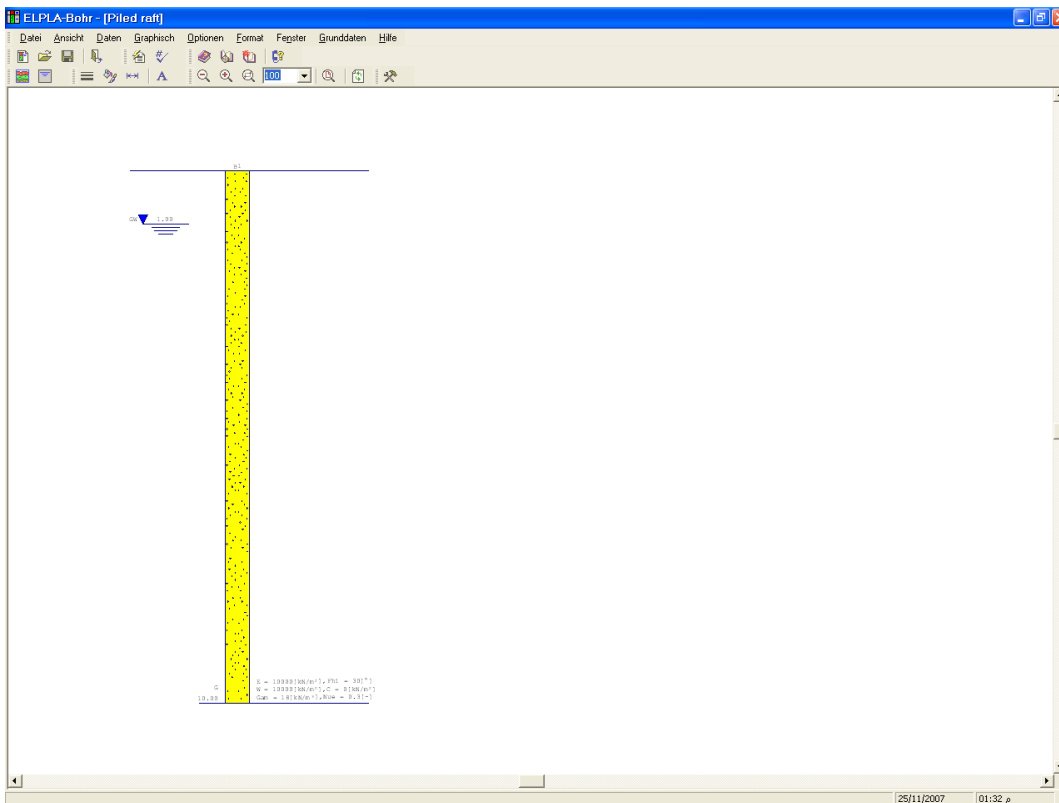 ELPLA-Bohr - [Piled raft]
Datei Ansicht Daten Graphisch Optionen Format Fenster Grunddaten Hilfe
A 100
B1
GW 1.00
G E = 10000[kN/m²],Phi = 30[°]
W = 10000[kN/m²],C = 0[kN/m²]
10.00 Gam = 18[kN/m³],Nue = 0.3[-]
25/11/2007 01:32 م